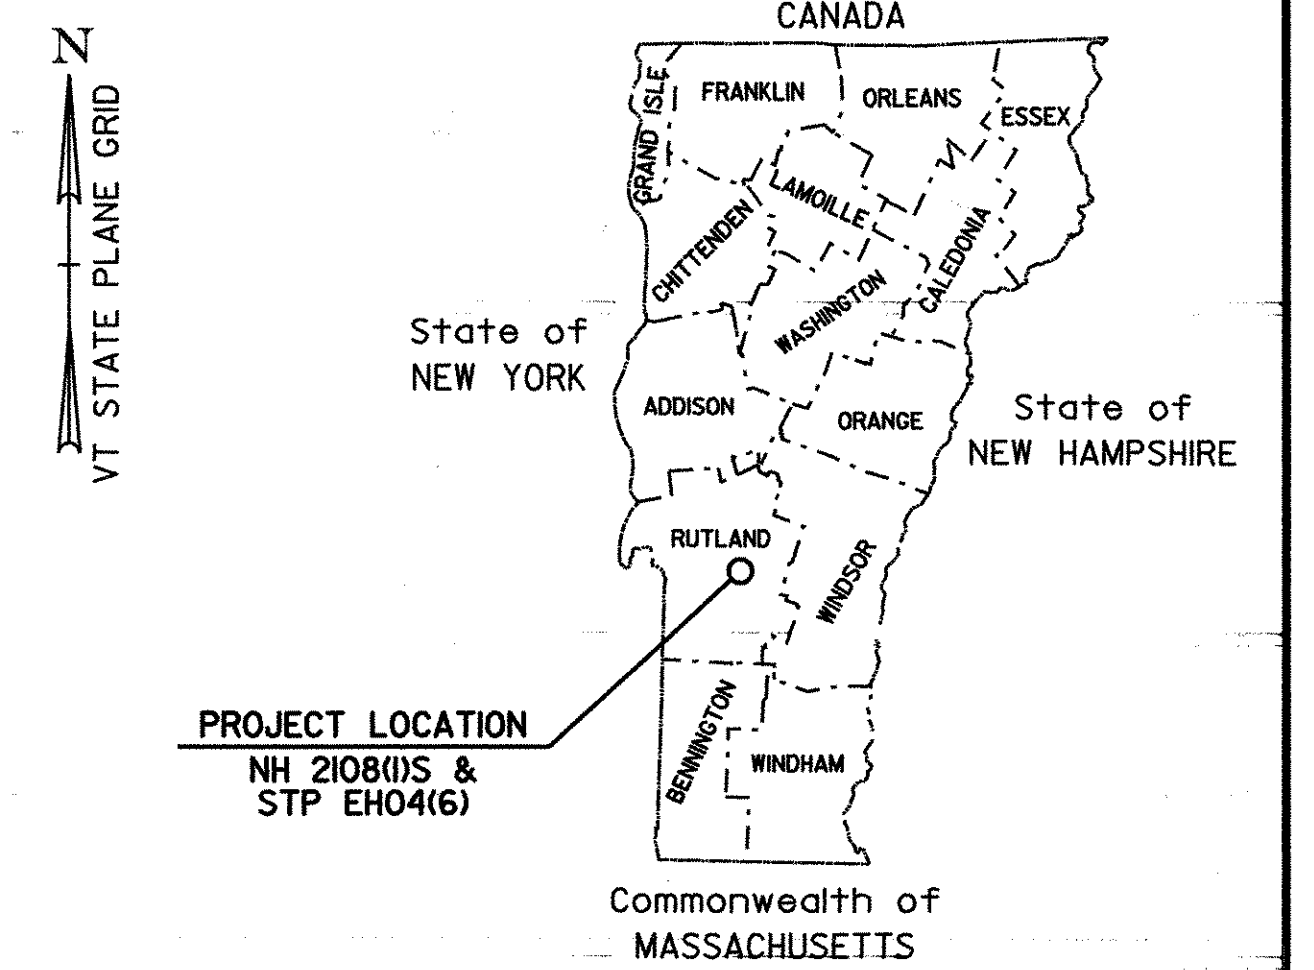 CANADA
N
VT STATE PLANE GRID
GRAND ISLE
FRANKLIN
ORLEANS
ESSEX
LAMOILLE
CHITTENDEN
CALEDONIA
WASHINGTON
State of
NEW YORK
ADDISON
ORANGE
State of
NEW HAMPSHIRE
RUTLAND
WINDSOR
PROJECT LOCATION
NH 2108(1)S &
STP EH04(6)
BENNINGTON
WINDHAM
Commonwealth of
MASSACHUSETTS